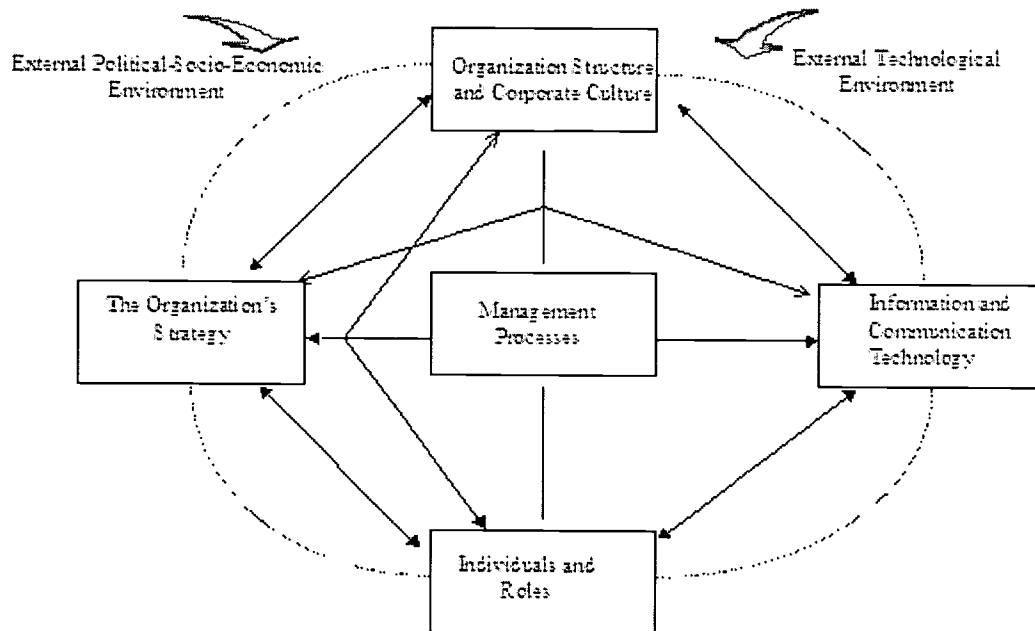 External Political-Socio-Economic
Environment
Organization Structure
and Corporate Culture
External Technological
Environment
The Organization's
Strategy
Management
Processes
Information and
Communication
Technology
Individuals and
Roles